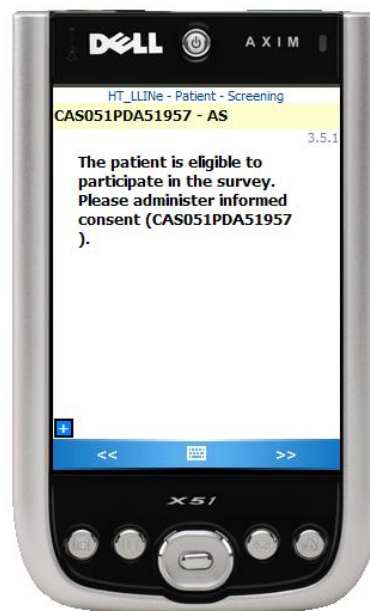 DELL
AXIM
HT_LLINe - Patient - Screening
CAS051PDA51957 - AS
3.5.1
The patient is eligible to
participate in the survey.
Please administer informed
consent (CAS051PDA51957
).
<< >>
X51